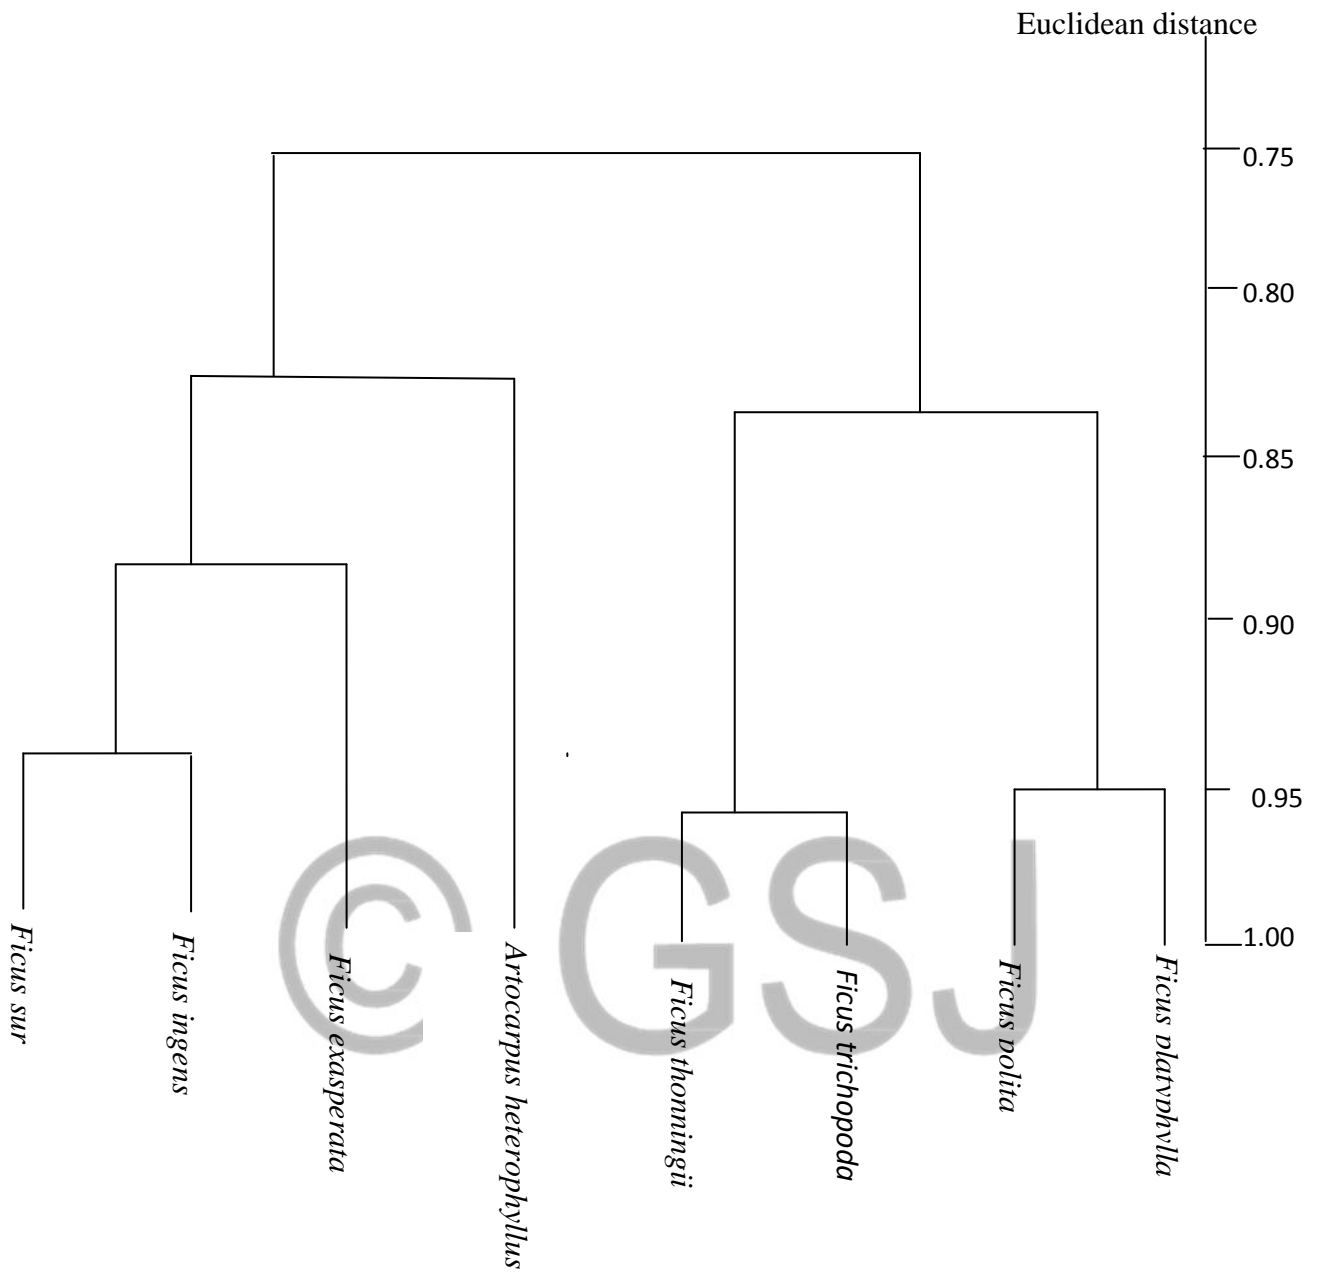 Euclidean distance
0.75
0.80
0.85
0.90
0.95
1.00
Ficus sur
Ficus ingens
Ficus exasperata
Artocarpus heterophyllus
Ficus thonningii
Ficus trichopoda
Ficus polita
Ficus platyphylla
© GSJ